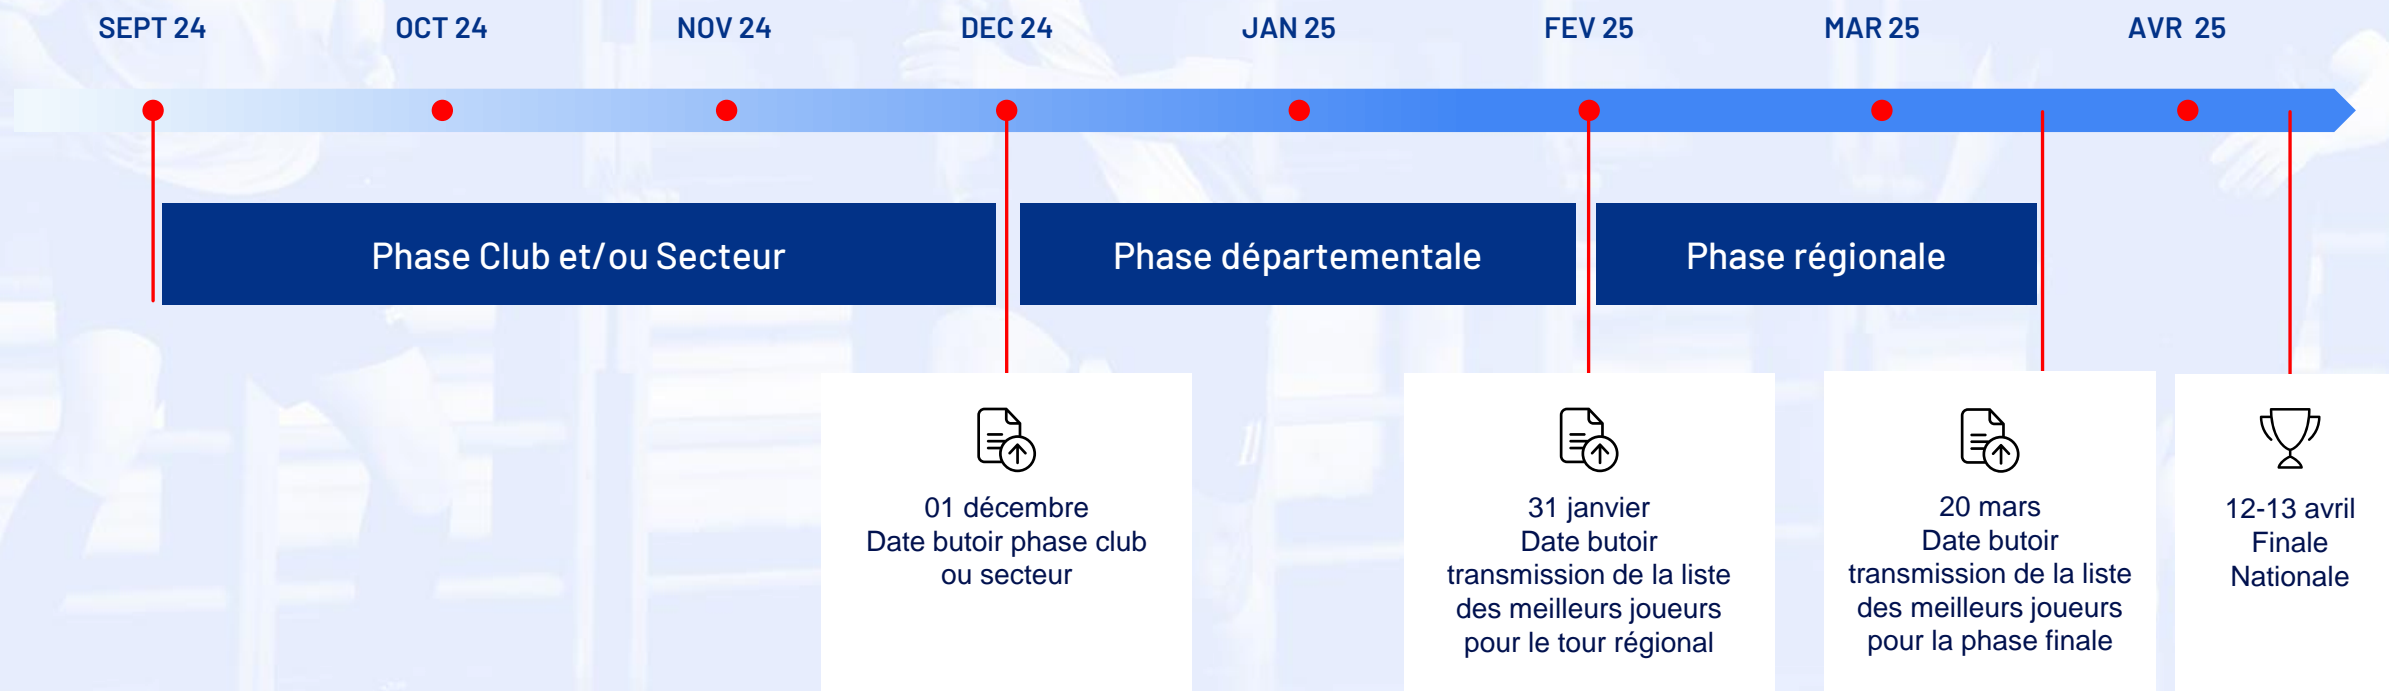 SEPT 24
OCT 24
NOV 24
DEC 24
JAN 25
FEV 25
MAR 25
AVR 25
Phase Club et/ou Secteur
Phase départementale
Phase régionale
01 décembre
Date butoir phase club
ou secteur
31 janvier
Date butoir
transmission de la liste
des meilleurs joueurs
pour le tour régional
20 mars
Date butoir
transmission de la liste
des meilleurs joueurs
pour la phase finale
12-13 avril
Finale
Nationale